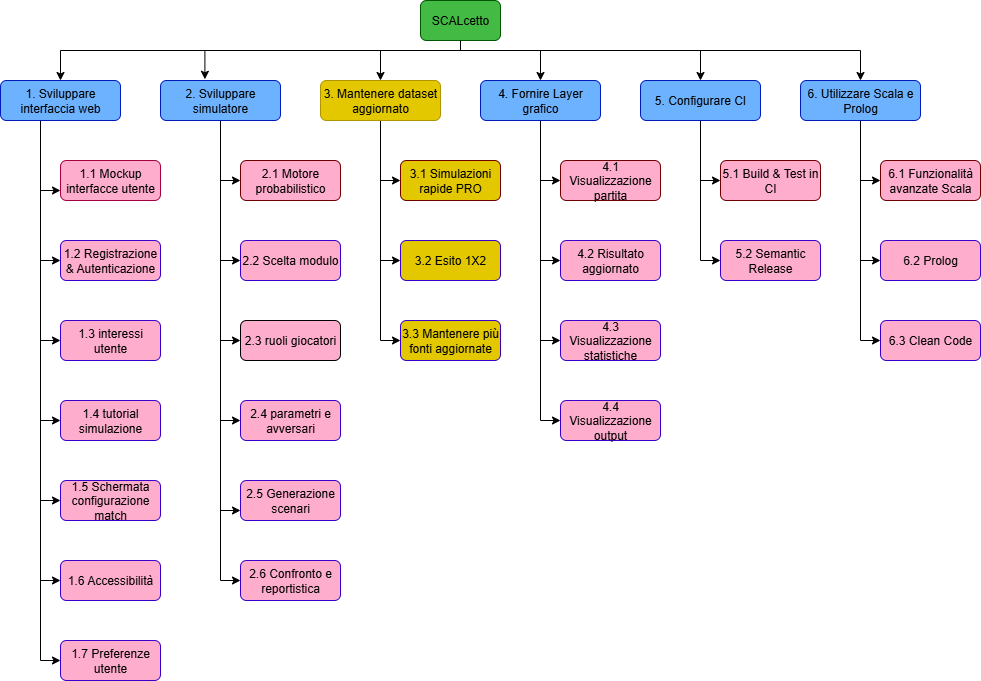 SCALcetto
1. Sviluppare
interfaccia web
2. Sviluppare
simulatore
3. Mantenere dataset
aggiornato
4. Fornire Layer
grafico
5. Configurare CI
6. Utilizzare Scala e
Prolog
1.1 Mockup
interfacce utente
1.2 Registrazione
& Autenticazione
1.3 interessi
utente
1.4 tutorial
simulazione
1.5 Schermata
configurazione
match
1.6 Accessibilità
1.7 Preferenze
utente
2.1 Motore
probabilistico
2.2 Scelta modulo
2.3 ruoli giocatori
2.4 parametri e
avversari
2.5 Generazione
scenari
2.6 Confronto e
reportistica
3.1 Simulazioni
rapide PRO
3.2 Esito 1X2
3.3 Mantenere più
fonti aggiornate
4.1
Visualizzazione
partita
4.2 Risultato
aggiornato
4.3
Visualizzazione
statistiche
4.4
Visualizzazione
output
5.1 Build & Test in
CI
5.2 Semantic
Release
6.1 Funzionalità
avanzate Scala
6.2 Prolog
6.3 Clean Code